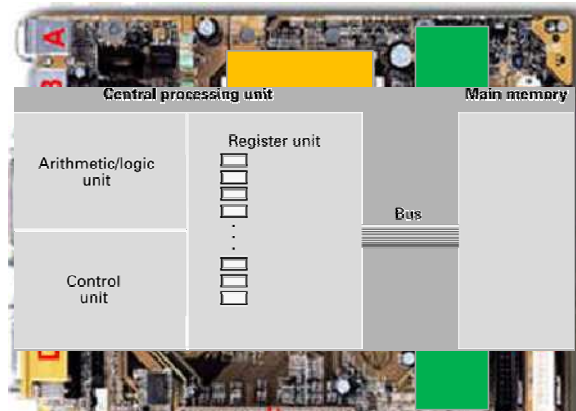 A
B
Central processing unit
Main memory
Arithmetic/logic
unit
Register unit
Bus
Control
unit